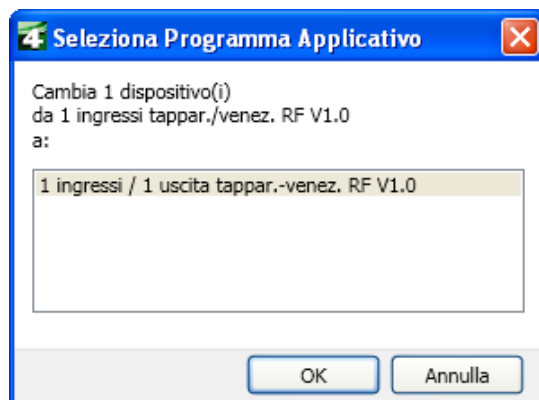 4 Seleziona Programma Applicativo
Cambia 1 dispositivo(i)
da 1 ingressi tappar./venez. RF V1.0
a:
1 ingressi / 1 uscita tappar.-venez. RF V1.0
OK
Annulla